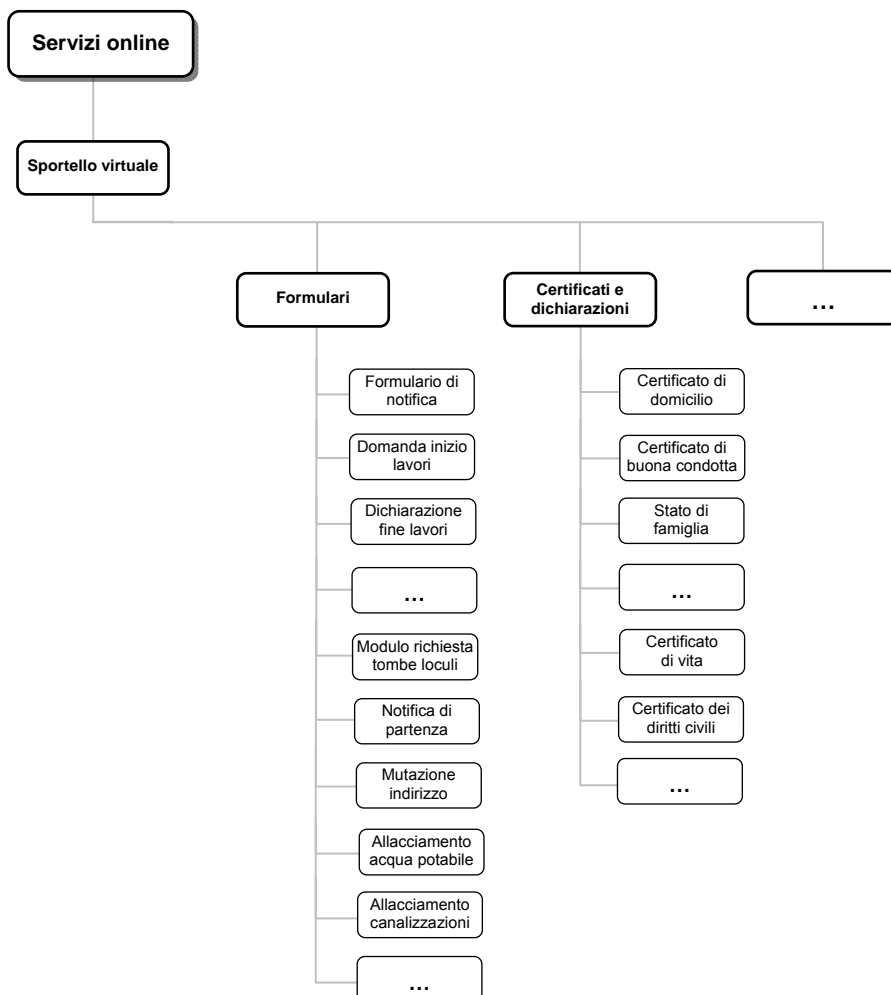 Servizi online
Sportello virtuale
Formulari
Certificati e
dichiarazioni
...
Formulario di
notifica
Domanda inizio
lavori
Dichiarazione
fine lavori
...
Modulo richiesta
tombe loculi
Notifica di
partenza
Mutazione
indirizzo
Allacciamento
acqua potabile
Allacciamento
canalizzazioni
...
Certificato di
domicilio
Certificato di
buona condotta
Stato di
famiglia
...
Certificato
di vita
Certificato dei
diritti civili
...